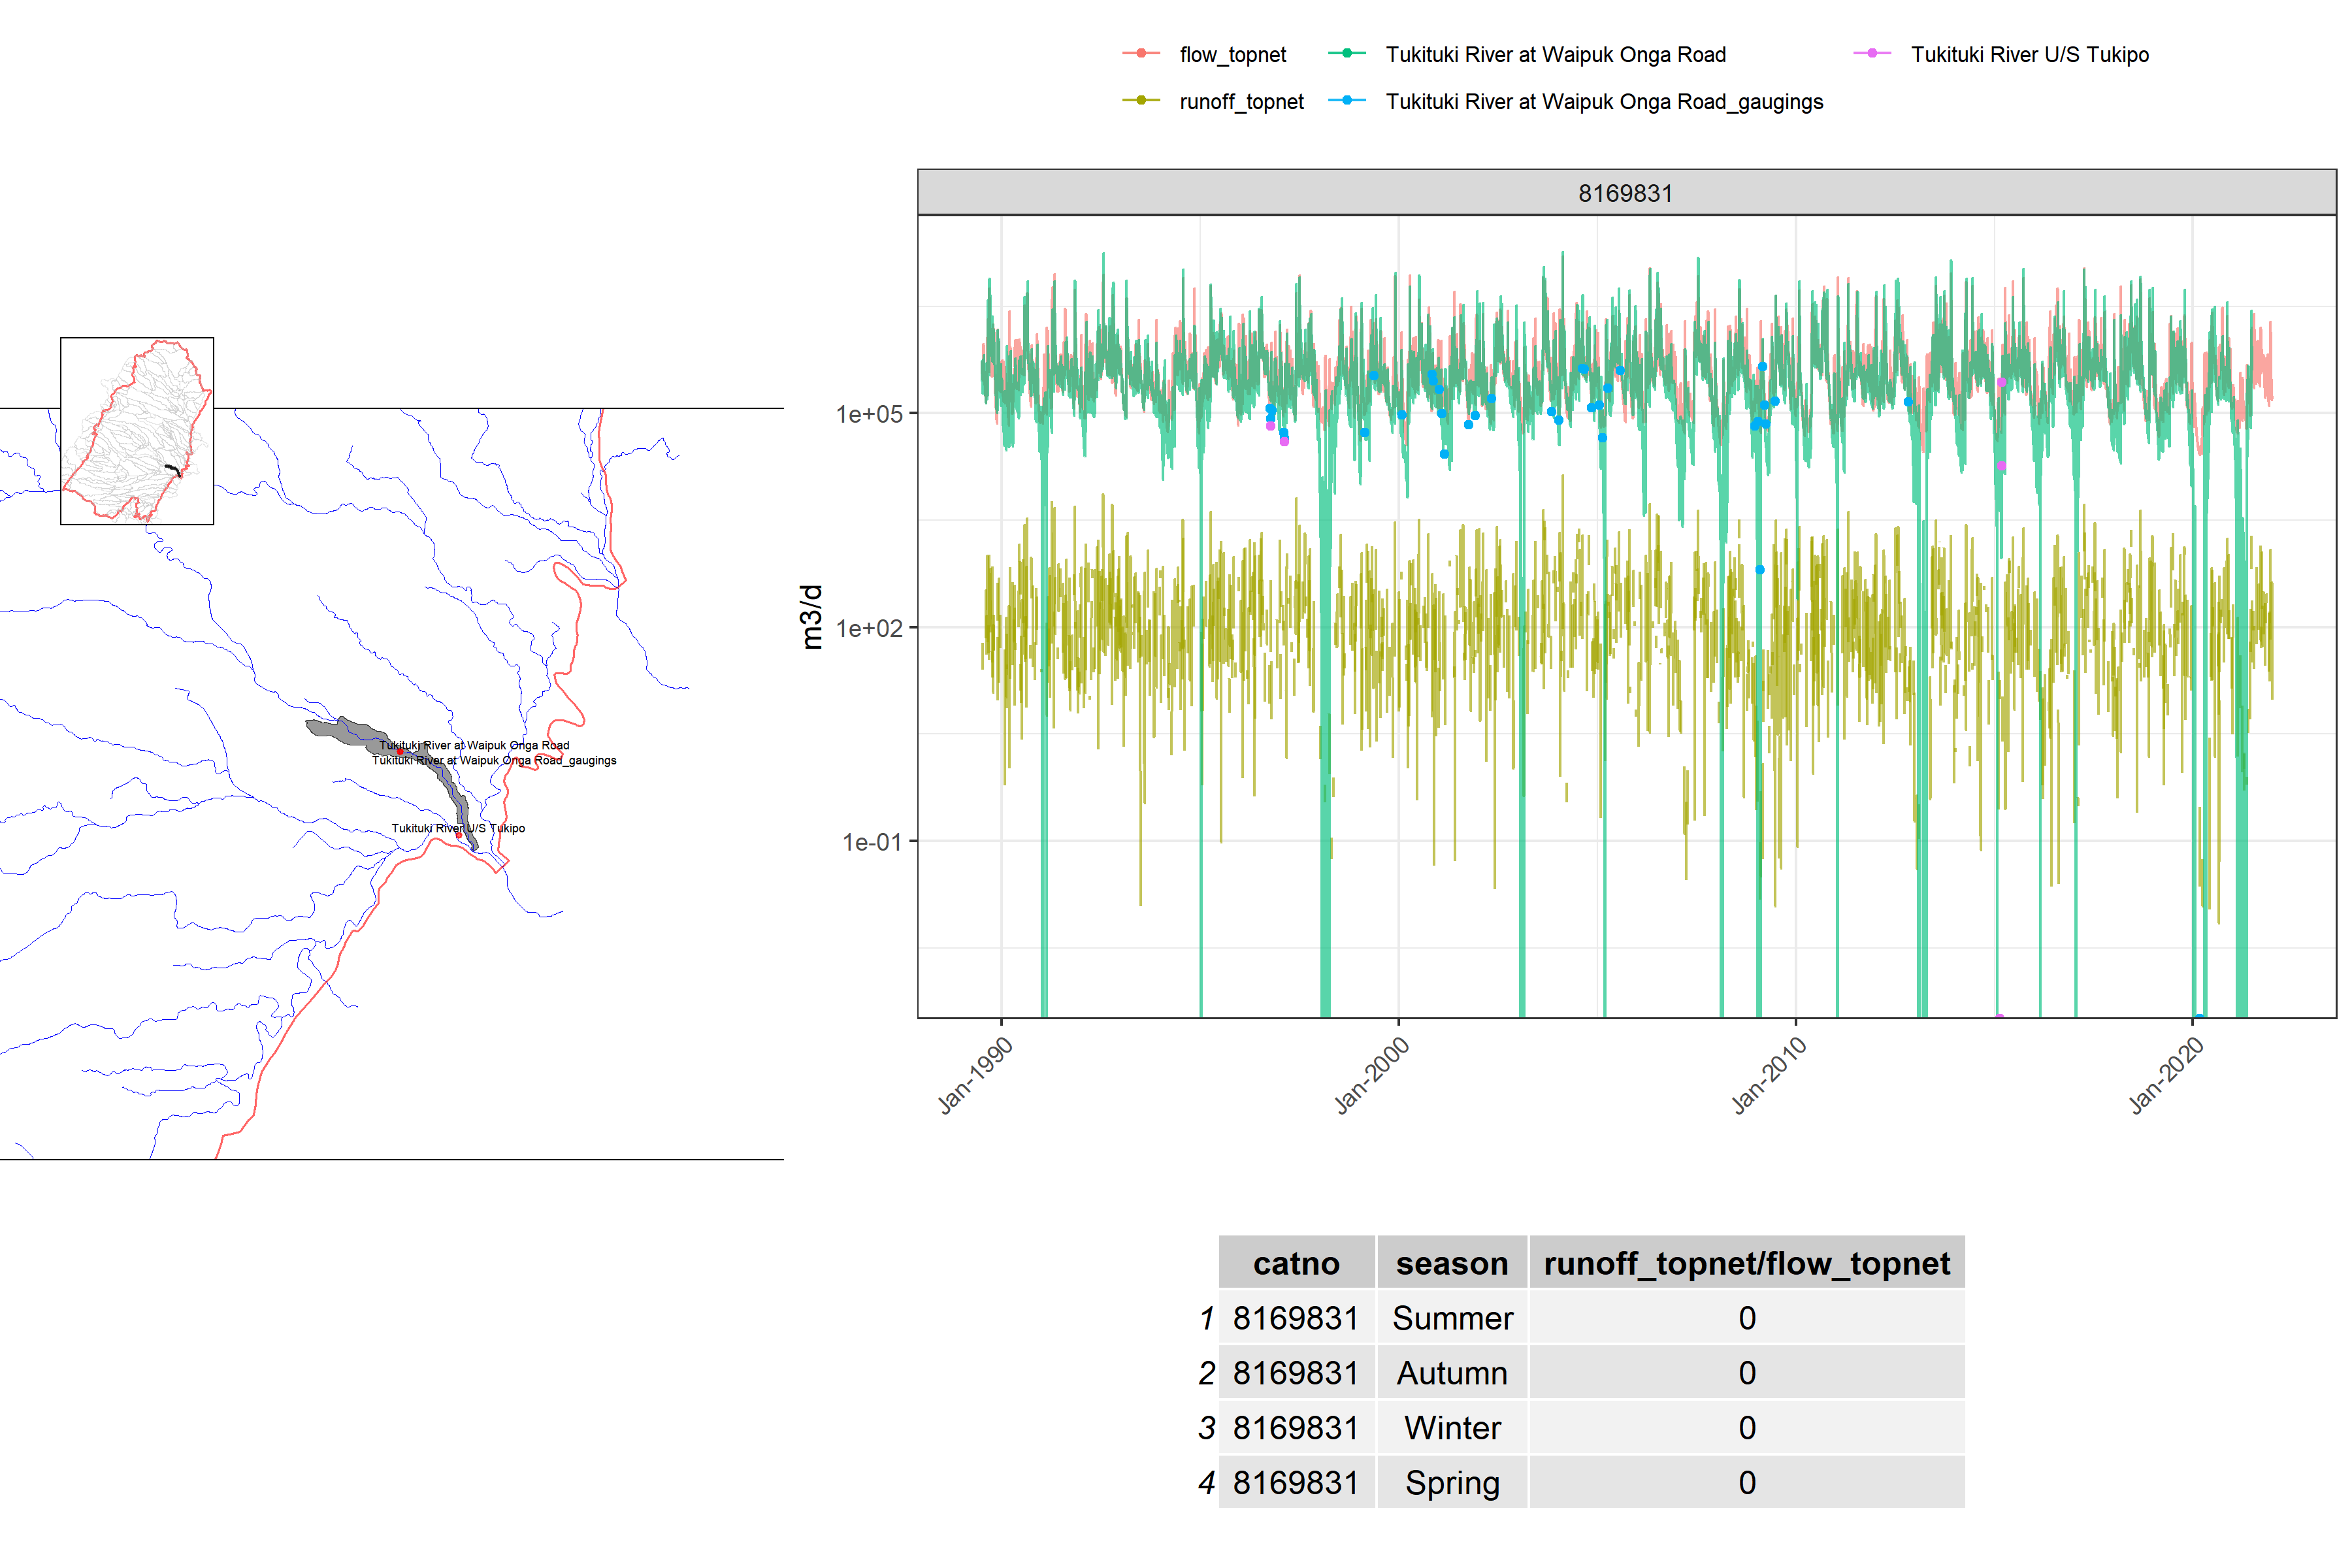 flow_topnet Tukituki River at Waipuk Onga Road Tukituki River U/S Tukipo
runoff_topnet Tukituki River at Waipuk Onga Road_gaugings
8169831
m3/d
1e+05
1e+02
1e-01
Jan-1990 Jan-2000 Jan-2010 Jan-2020
Tukituki River at Waipuk Onga Road
Tukituki River at Waipuk Onga Road_gaugings
Tukituki River U/S Tukipo
catno season runoff_topnet/flow_topnet
1 8169831 Summer 0
2 8169831 Autumn 0
3 8169831 Winter 0
4 8169831 Spring 0